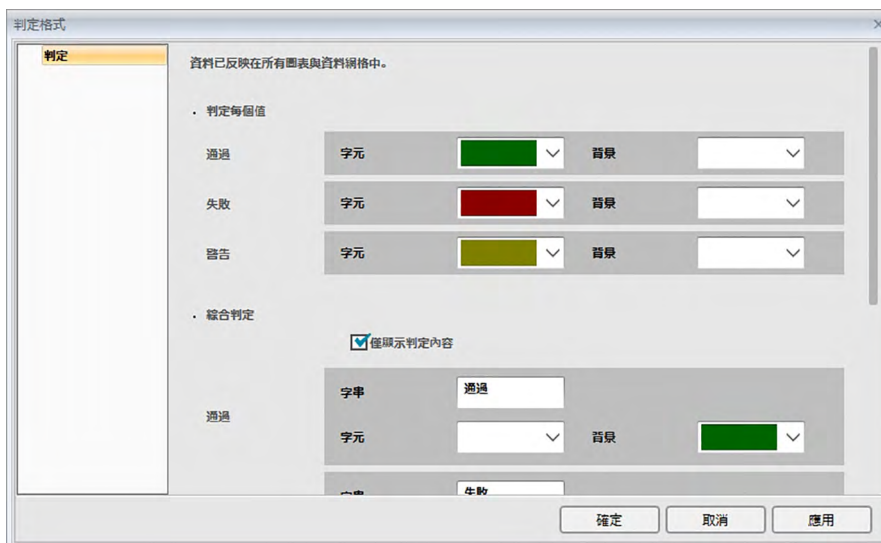 判定格式
判定
資料已反映在所有圖表與資料網格中。
· 判定每個值
通過 字元 背景
失敗 字元 背景
警告 字元 背景
· 綜合判定
僅顯示判定內容
字串 通過
通過
字元 背景
字串 失敗
確定 取消 應用